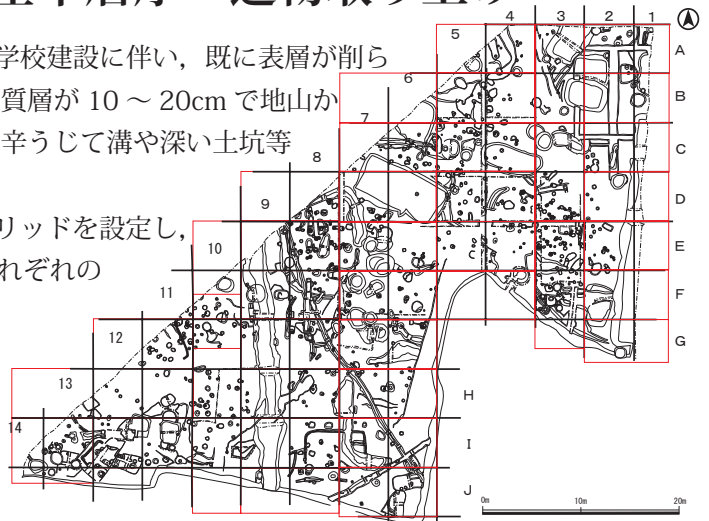 学校建設に伴い，既に表層が削ら
質層が 10 ～ 20cm で地山か
辛うじて溝や深い土坑等
リッドを設定し，
れぞれの
1
2
3
4
5
6
7
8
9
10
11
12
13
14
A
B
C
D
E
F
G
H
I
J
0m 10m 20m